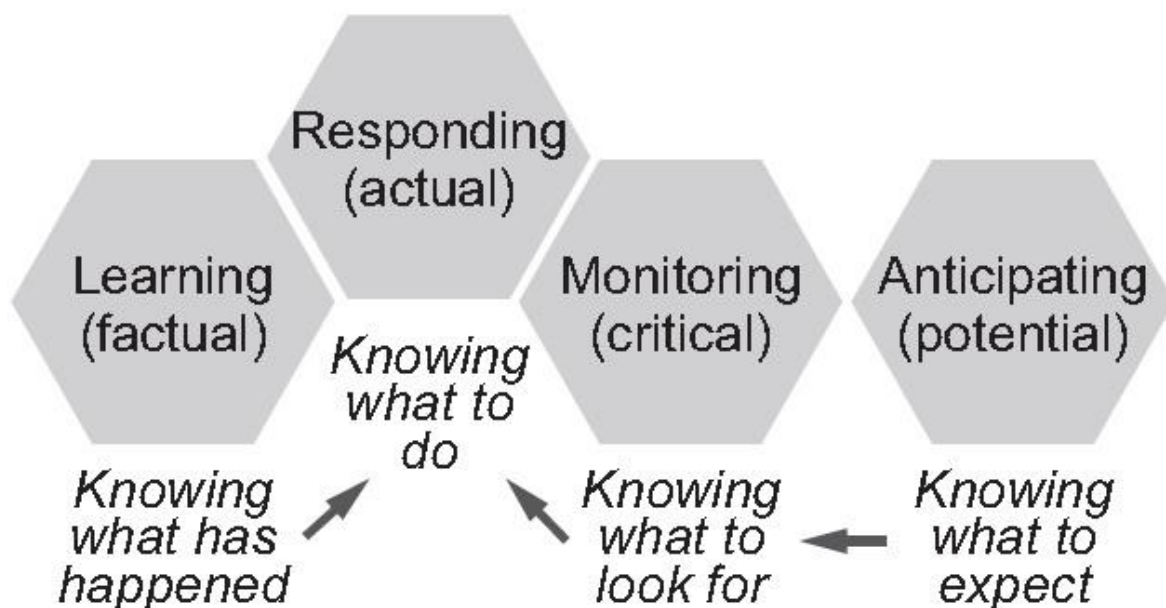 Responding
(actual)
Learning
(factual)
Monitoring
(critical)
Anticipating
(potential)
Knowing
what to
do
Knowing
what has
happened
Knowing
what to
look for
Knowing
what to
expect